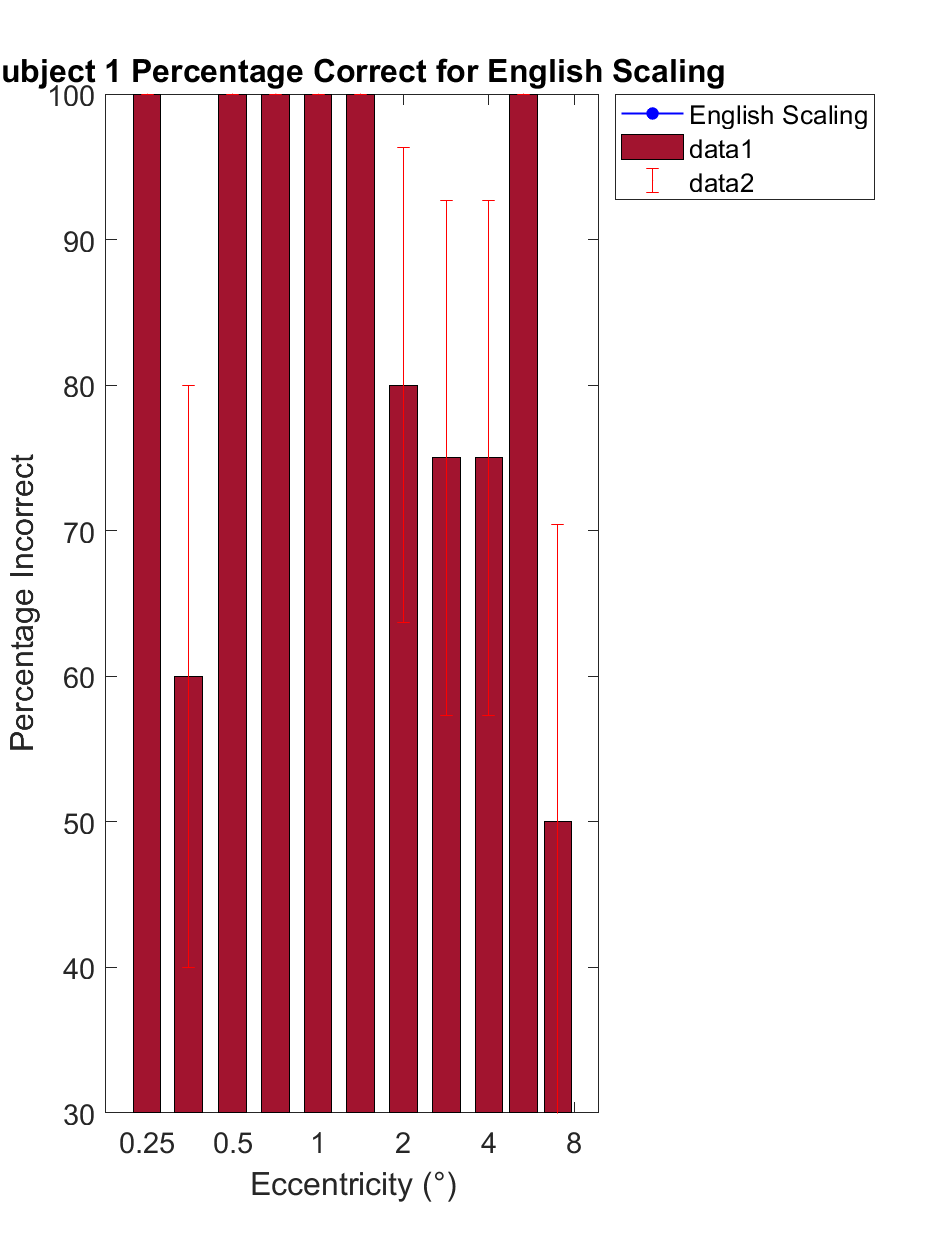 ubject 1 Percentage Correct for English Scaling
English Scaling
data1
data2
100
90
80
70
60
50
40
30
Percentage Incorrect
0.25 0.5 1 2 4 8
Eccentricity (°)